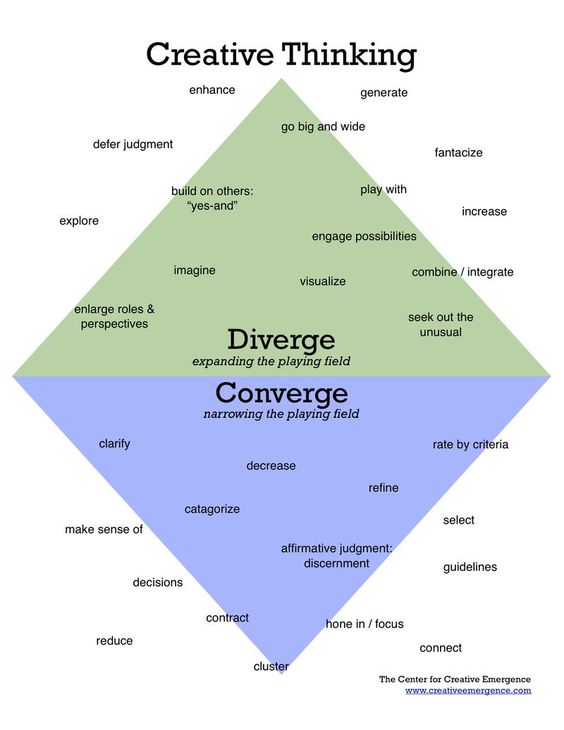 Creative Thinking
enhance
generate
go big and wide
defer judgment
fantacize
build on others:
“yes-and”
play with
increase
explore
engage possibilities
imagine
combine / integrate
visualize
enlarge roles &
perspectives
seek out the
unusual
Diverge
expanding the playing field
Converge
narrowing the playing field
clarify
rate by criteria
decrease
refine
catagorize
select
make sense of
affirmative judgment:
discernment
guidelines
decisions
contract
hone in / focus
reduce
connect
cluster
The Center for Creative Emergence
www.creativeemergence.com